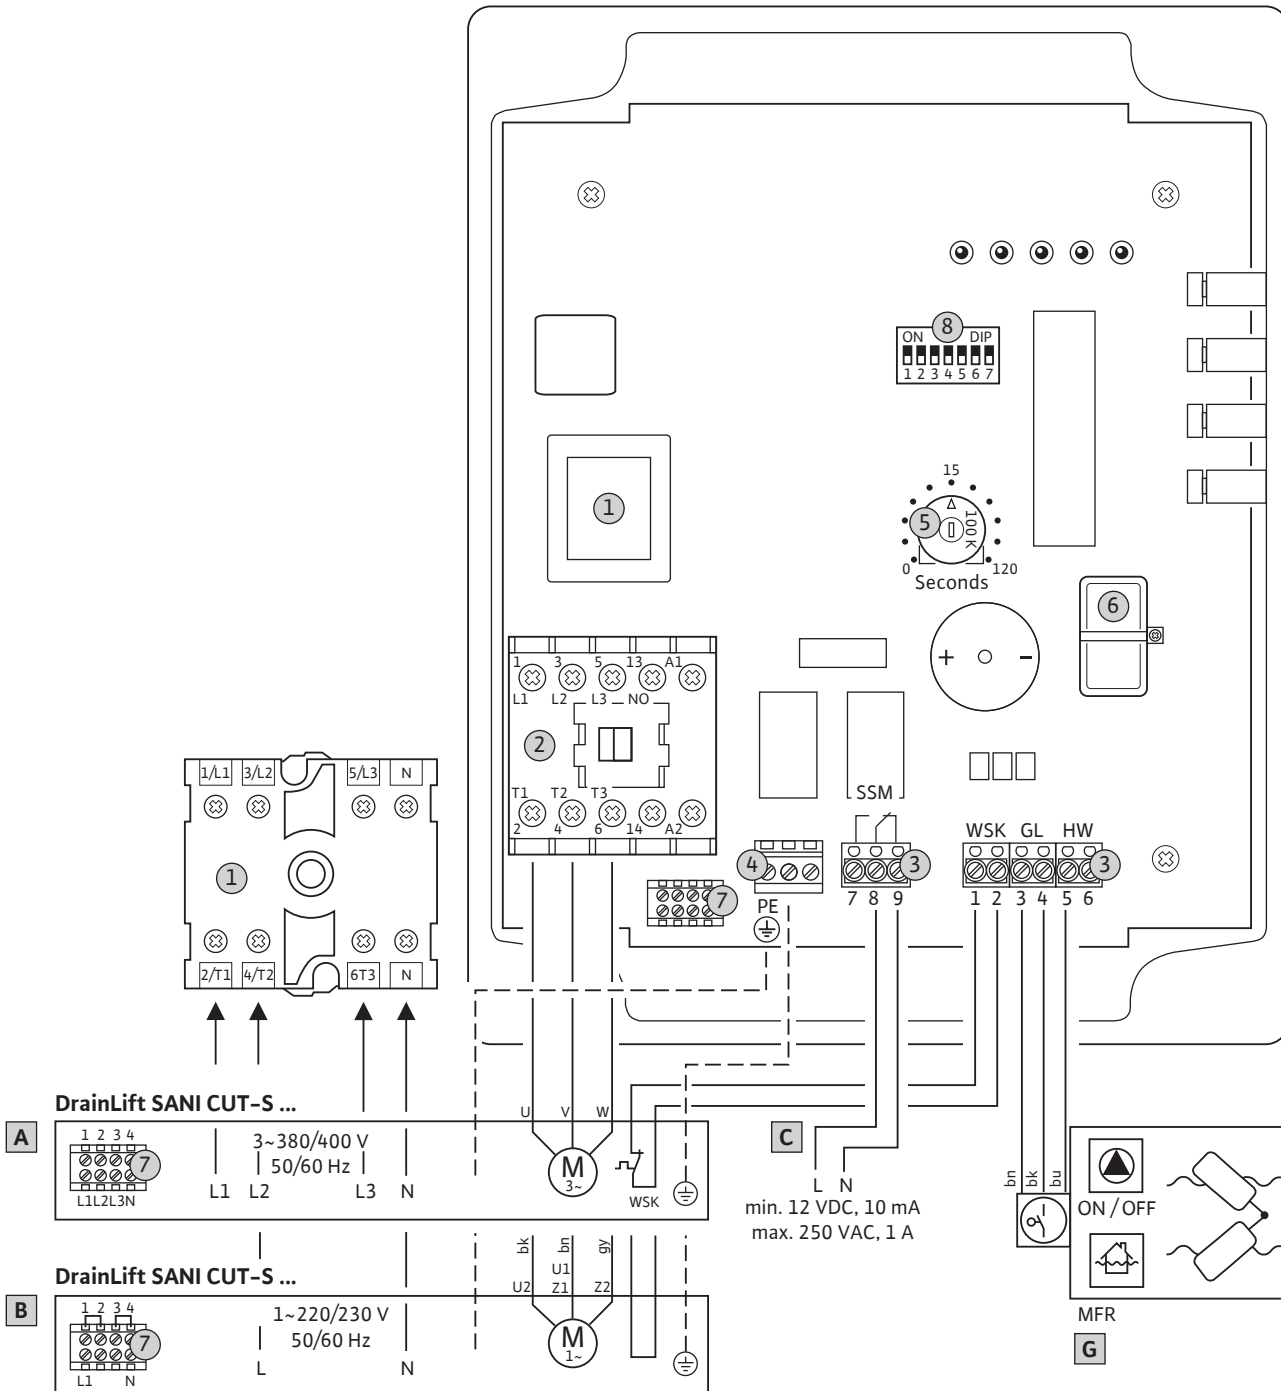 ON 8 DIP
1 2 3 4 5 6 7
15
5
100 K
0 120
Seconds
1
6
+ −
1 3 5 13 A1
L1 L2 L3 NO
2
T1 T2 T3
2 4 6 14 A2
1/L1 3/L2 5/L3 N
1
2/T1 4/T2 6T3 N
SSM
WSK GL HW
4
3
3
7
PE
7 8 9
1 2 3 4 5 6
DrainLift SANI CUT-S ...
A
1 2 3 4
7
L1L2L3N
3~380/400 V
50/60 Hz
L1 L2 L3 N
U V W
M
3~
WSK
C
L N
min. 12 VDC, 10 mA
max. 250 VAC, 1 A
bn bk bu
ON/OFF
MFR
G
DrainLift SANI CUT-S ...
B
1 2 3 4
7
L1 N
1~220/230 V
50/60 Hz
L N
bk bn gy
U1
U2 Z1 Z2
M
1~